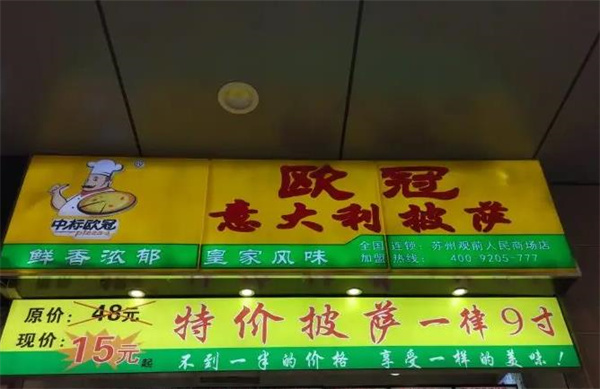 欧冠
中标欧冠
意大利披萨
全国连锁：苏州观前人民商场店
鲜香浓郁 皇家风味
加盟热线：400 9205-777
原价：48元
特价披萨一律9寸
现价：15元起
不到一半的价格 享受一样的美味！